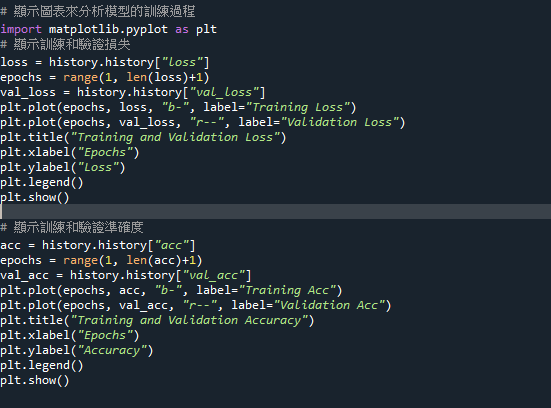 # 顯示圖表來分析模型的訓練過程
import matplotlib.pyplot as plt
# 顯示訓練和驗證損失
loss = history.history["loss"]
epochs = range(1, len(loss)+1)
val_loss = history.history["val_loss"]
plt.plot(epochs, loss, "b-", label="Training Loss")
plt.plot(epochs, val_loss, "r--", label="Validation Loss")
plt.title("Training and Validation Loss")
plt.xlabel("Epochs")
plt.ylabel("Loss")
plt.legend()
plt.show()
# 顯示訓練和驗證準確度
acc = history.history["acc"]
epochs = range(1, len(acc)+1)
val_acc = history.history["val_acc"]
plt.plot(epochs, acc, "b-", label="Training Acc")
plt.plot(epochs, val_acc, "r--", label="Validation Acc")
plt.title("Training and Validation Accuracy")
plt.xlabel("Epochs")
plt.ylabel("Accuracy")
plt.legend()
plt.show()